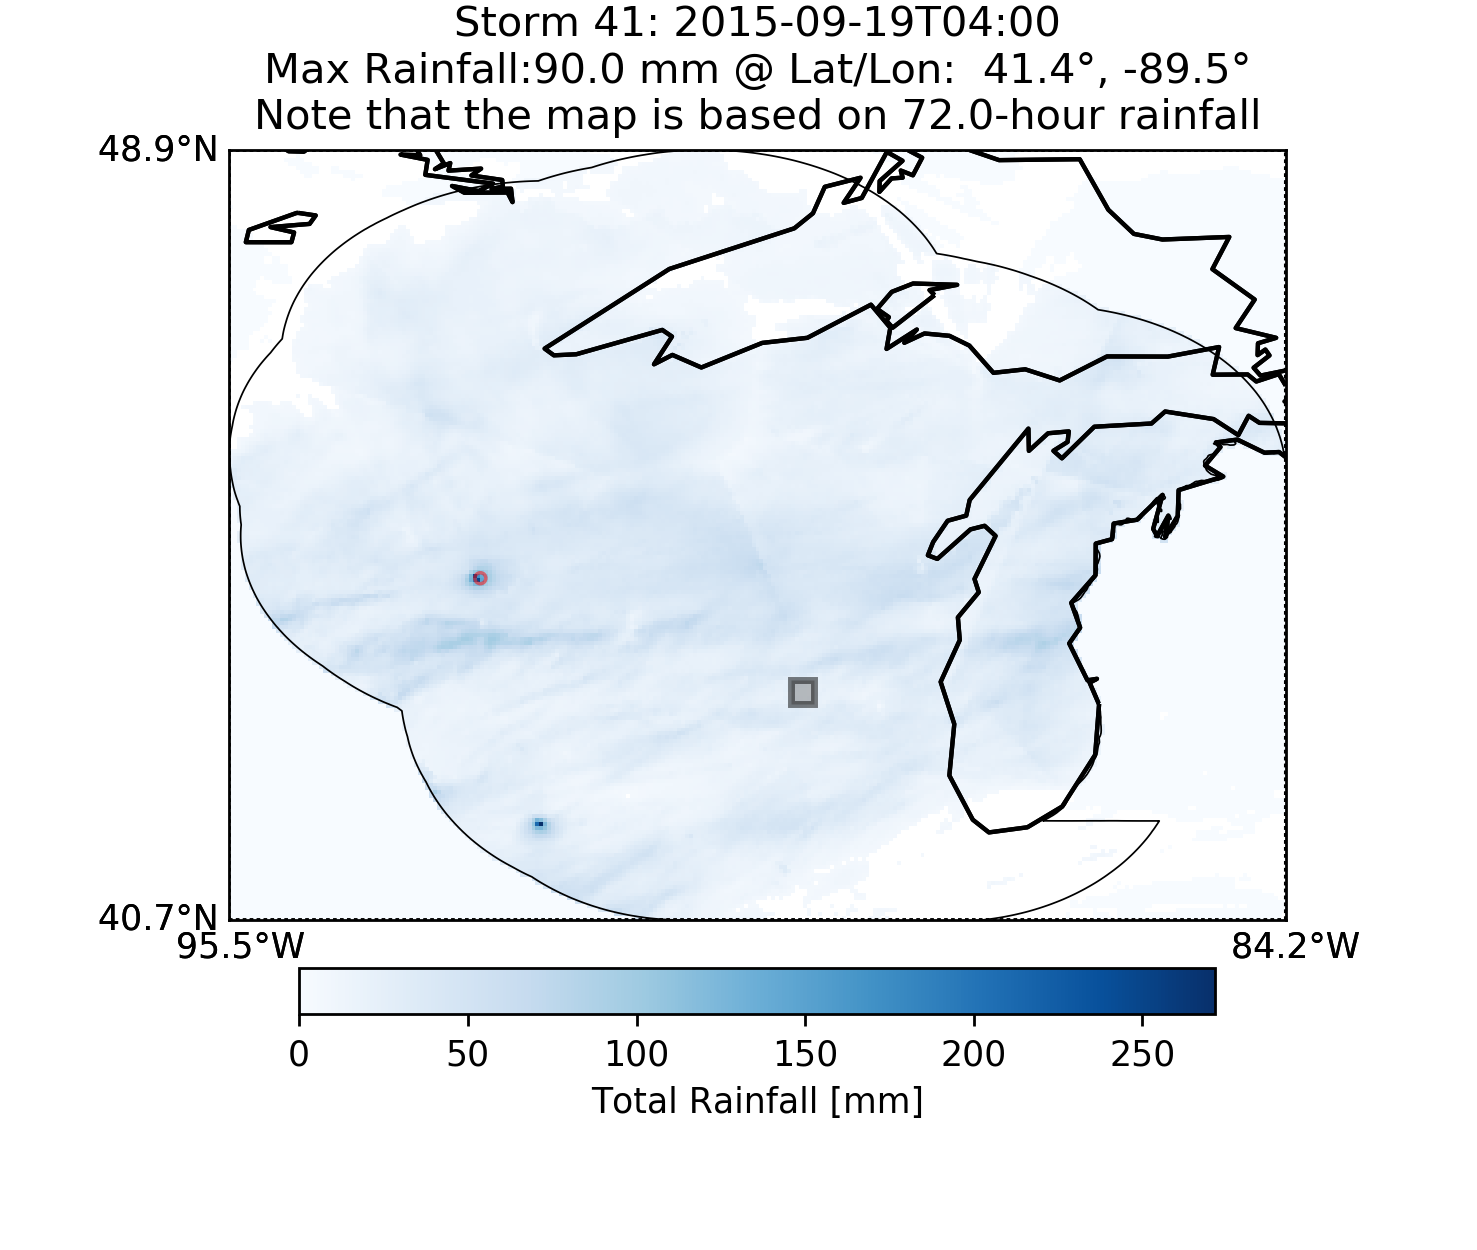 Storm 41: 2015-09-19T04:00
Max Rainfall:90.0 mm @ Lat/Lon:  41.4°, -89.5°
Note that the map is based on 72.0-hour rainfall
48.9°N
40.7°N
95.5°W 84.2°W
0 50 100 150 200 250
Total Rainfall [mm]